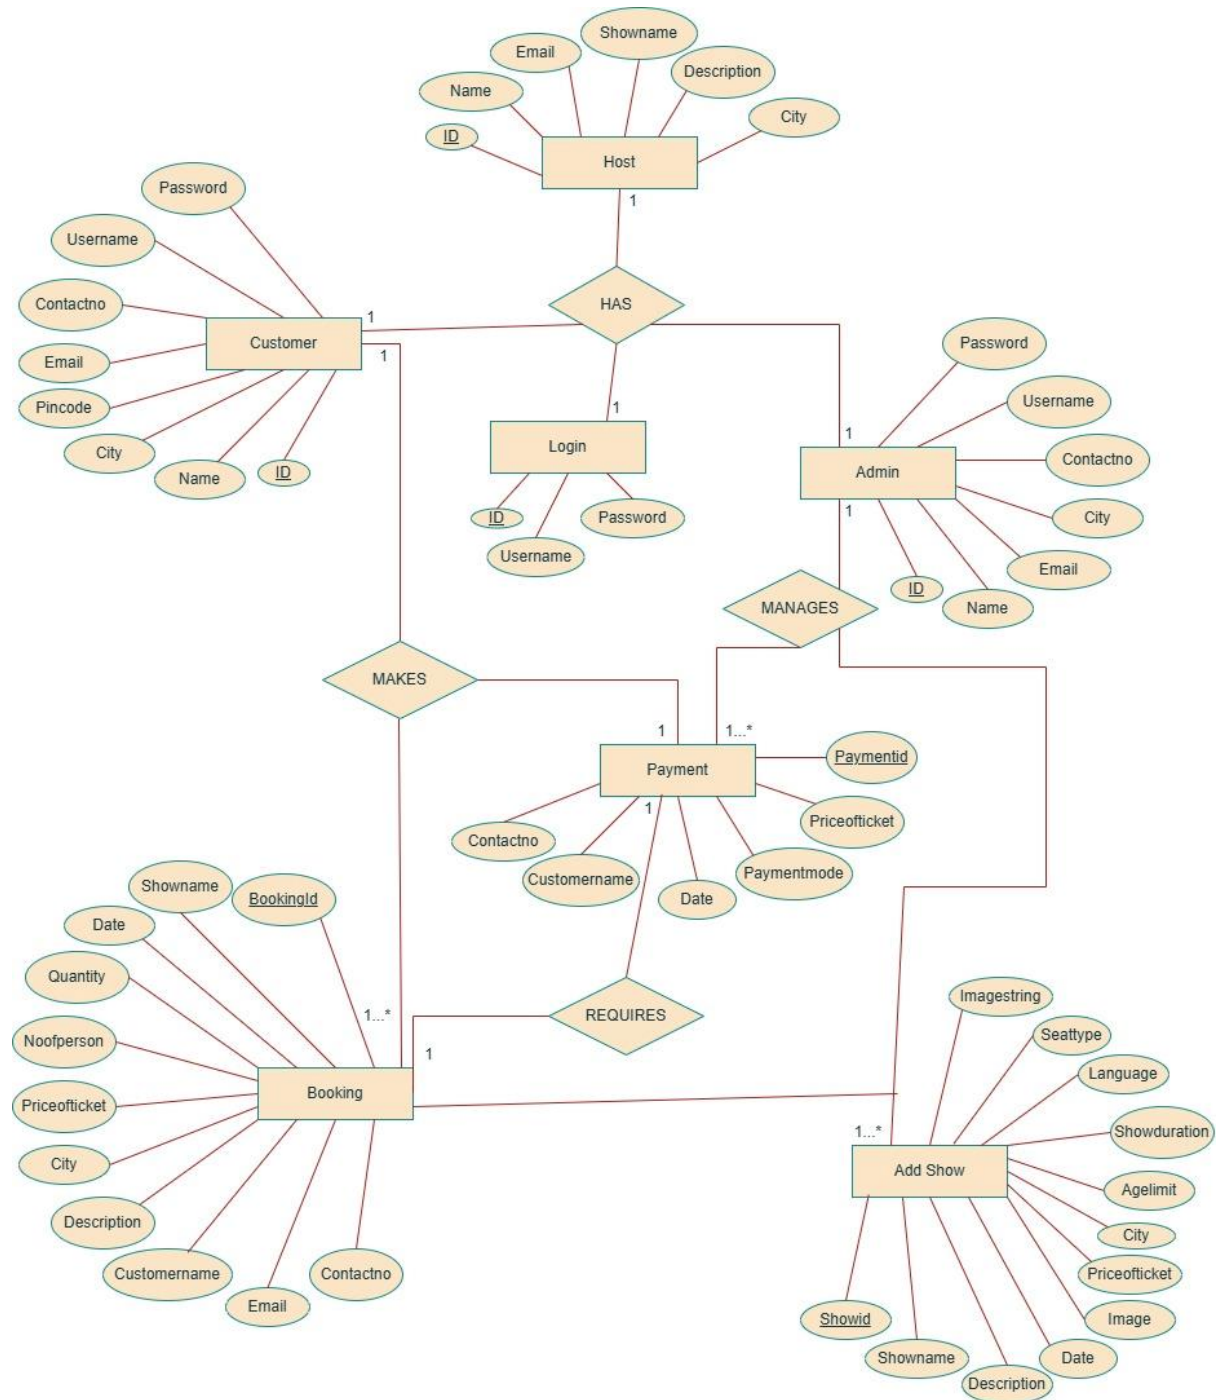 Showname
Email
Description
Name
City
ID
Host
1
Password
Username
Contactno
HAS
1
Customer
1
Email
Pincode
City
Name
ID
1
Login
ID
Password
Username
Password
Username
1
Contactno
Admin
1
City
Email
ID
Name
MANAGES
MAKES
1
1...*
Payment
Paymentid
1
Priceofticket
Contactno
Customername
Paymentmode
Date
Showname
BookingId
Date
Quantity
1...*
REQUIRES
Noofperson
1
Booking
Priceofticket
City
Description
Customername
Contactno
Email
Imagestring
Seattype
Language
1...*
Showduration
Add Show
Agelimit
City
Priceofticket
Showid
Image
Showname
Date
Description